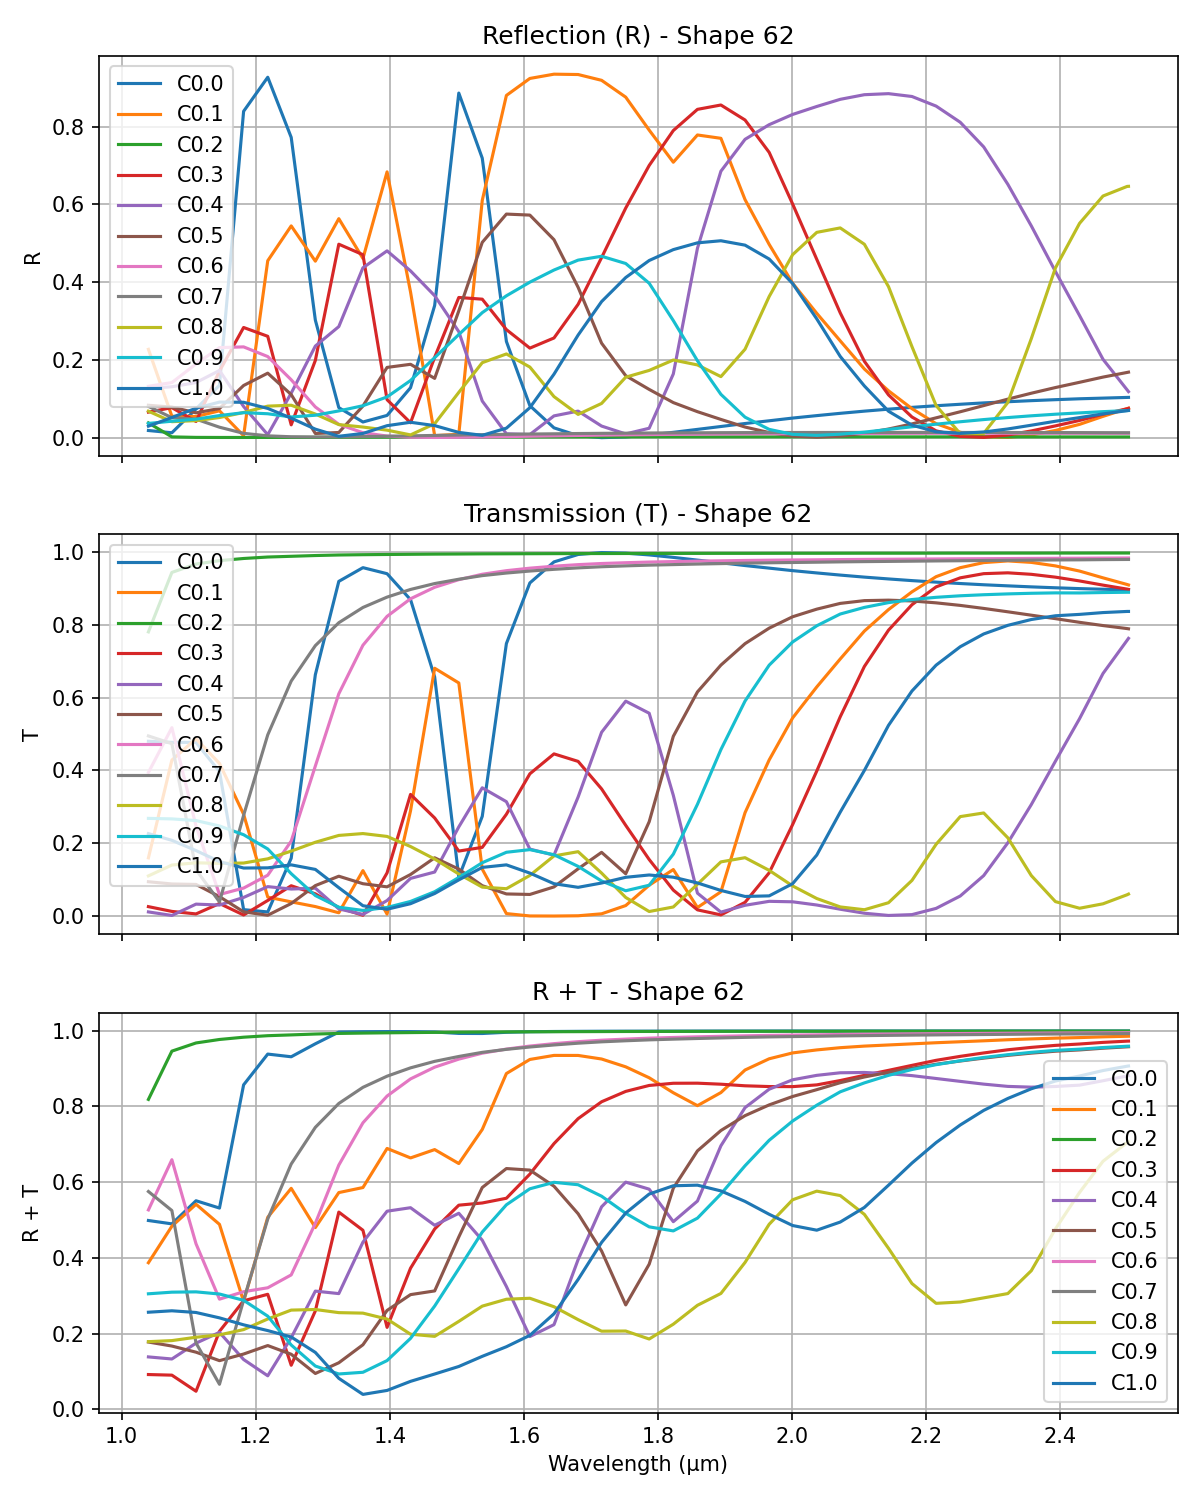 Reflection (R) - Shape 62
R
0.8
0.6
0.4
0.2
0.0
C0.0
C0.1
C0.2
C0.3
C0.4
C0.5
C0.6
C0.7
C0.8
C0.9
C1.0
Transmission (T) - Shape 62
T
1.0
0.8
0.6
0.4
0.2
0.0
C0.0
C0.1
C0.2
C0.3
C0.4
C0.5
C0.6
C0.7
C0.8
C0.9
C1.0
R + T - Shape 62
R + T
1.0
0.8
0.6
0.4
0.2
0.0
C0.0
C0.1
C0.2
C0.3
C0.4
C0.5
C0.6
C0.7
C0.8
C0.9
C1.0
1.0 1.2 1.4 1.6 1.8 2.0 2.2 2.4
Wavelength (μm)